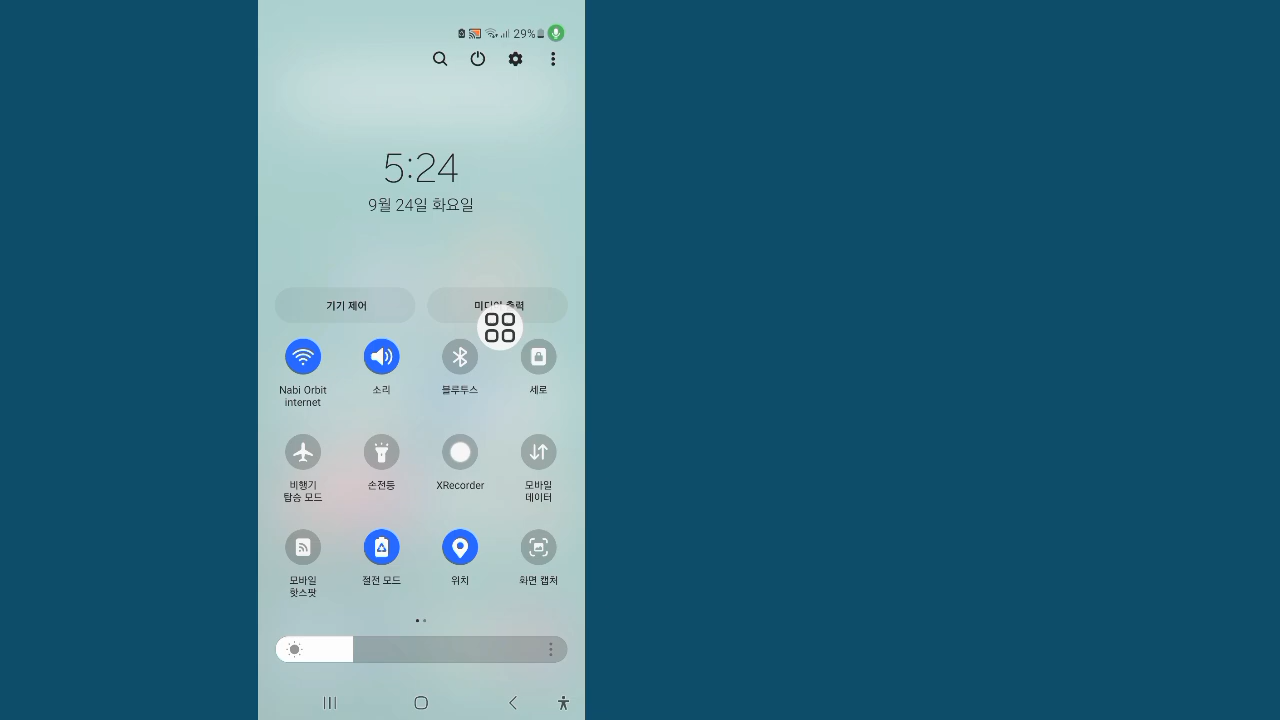 29%
5:24
9월 24일 화요일
기기 제어
Nabi Orbit
internet
소리
블루투스
세로
비행기
탑승 모드
손전등
XRecorder
모바일
데이터
모바일
핫스팟
절전 모드
위치
화면 캡처